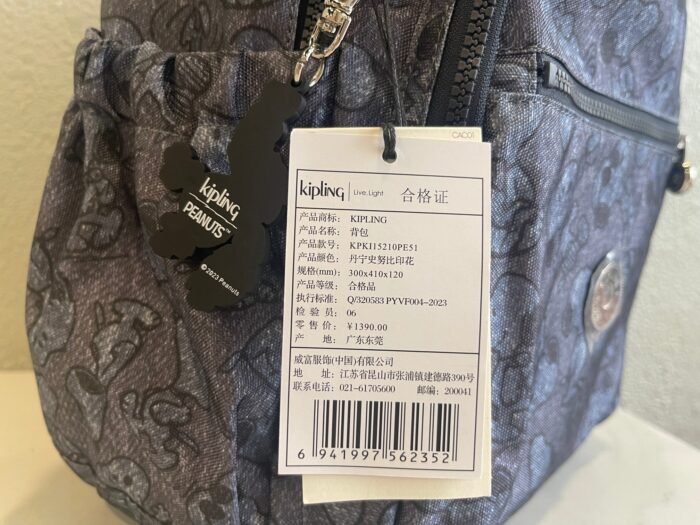 CAC01
kipling
PEANUTS™
©2023 Peanuts
kipling | Live.Light 合格证
产品商标: KIPLING
产品名称: 背包
产品款号: KPKI15210PE51
产品颜色: 丹宁史努比印花
规格(mm): 300x410x120
产品等级: 合格品
执行标准: Q/320583 PYVF004-2023
检 验 员: 06
零 售 价: ¥1390.00
产 地: 广东东莞
威富服饰(中国)有限公司
地 址: 江苏省昆山市张浦镇建德路390号
联系电话: 021-61705600 邮编: 200041
6 941997 562352